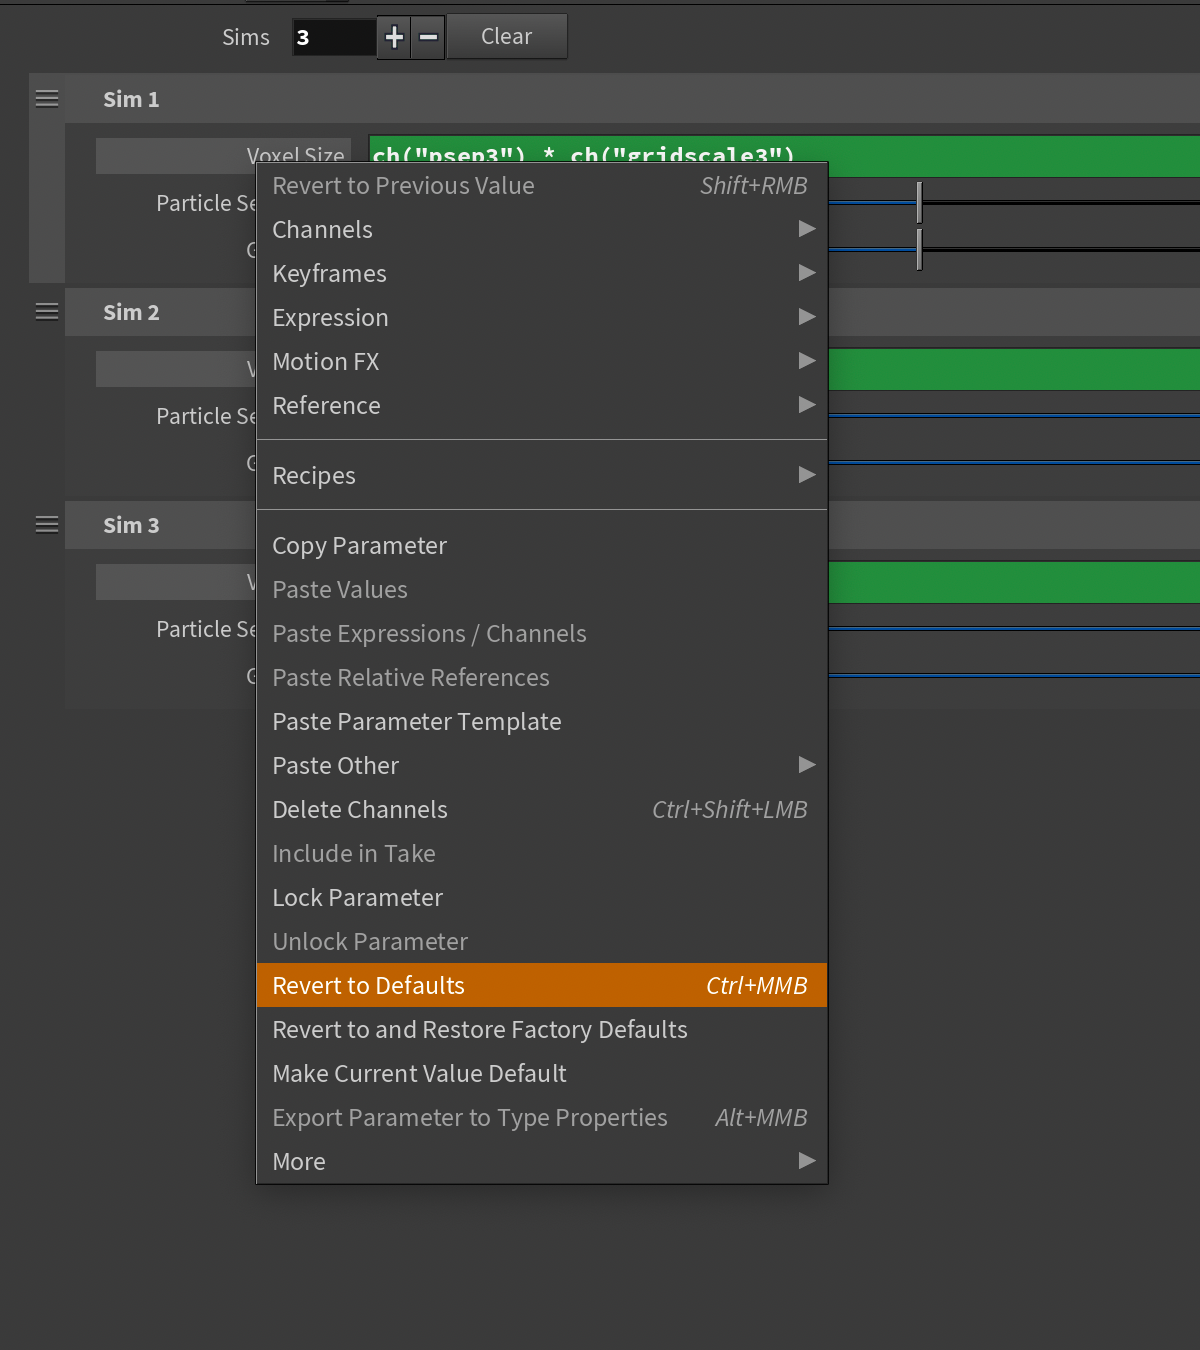 Sims 3 + − Clear
Sim 1
Voxel Size ch("psep3") * ch("gridscale3")
Particle Se
G
Sim 2
V
Particle Se
G
Sim 3
V
Particle Se
G
Revert to Previous Value Shift+RMB
Channels
Keyframes
Expression
Motion FX
Reference
Recipes
Copy Parameter
Paste Values
Paste Expressions / Channels
Paste Relative References
Paste Parameter Template
Paste Other
Delete Channels Ctrl+Shift+LMB
Include in Take
Lock Parameter
Unlock Parameter
Revert to Defaults Ctrl+MMB
Revert to and Restore Factory Defaults
Make Current Value Default
Export Parameter to Type Properties Alt+MMB
More